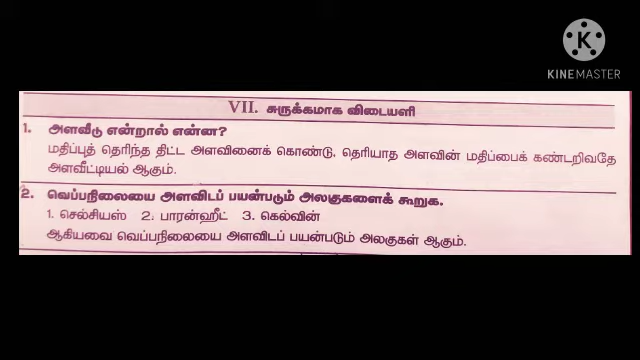 K
KINEMASTER
VII. சுருக்கமாக விடையளி
1. அளவீடு என்றால் என்ன?
மதிப்புத் தெரிந்த திட்ட அளவினைக் கொண்டு, தெரியாத அளவின் மதிப்பைக் கண்டறிவதே
அளவீட்டியல் ஆகும்.
2. வெப்பநிலையை அளவிடப் பயன்படும் அலகுகளைக் கூறுக.
1. செல்சியஸ் 2. பாரன்ஹீட் 3. கெல்வின்
ஆகியவை வெப்பநிலையை அளவிடப் பயன்படும் அலகுகள் ஆகும்.